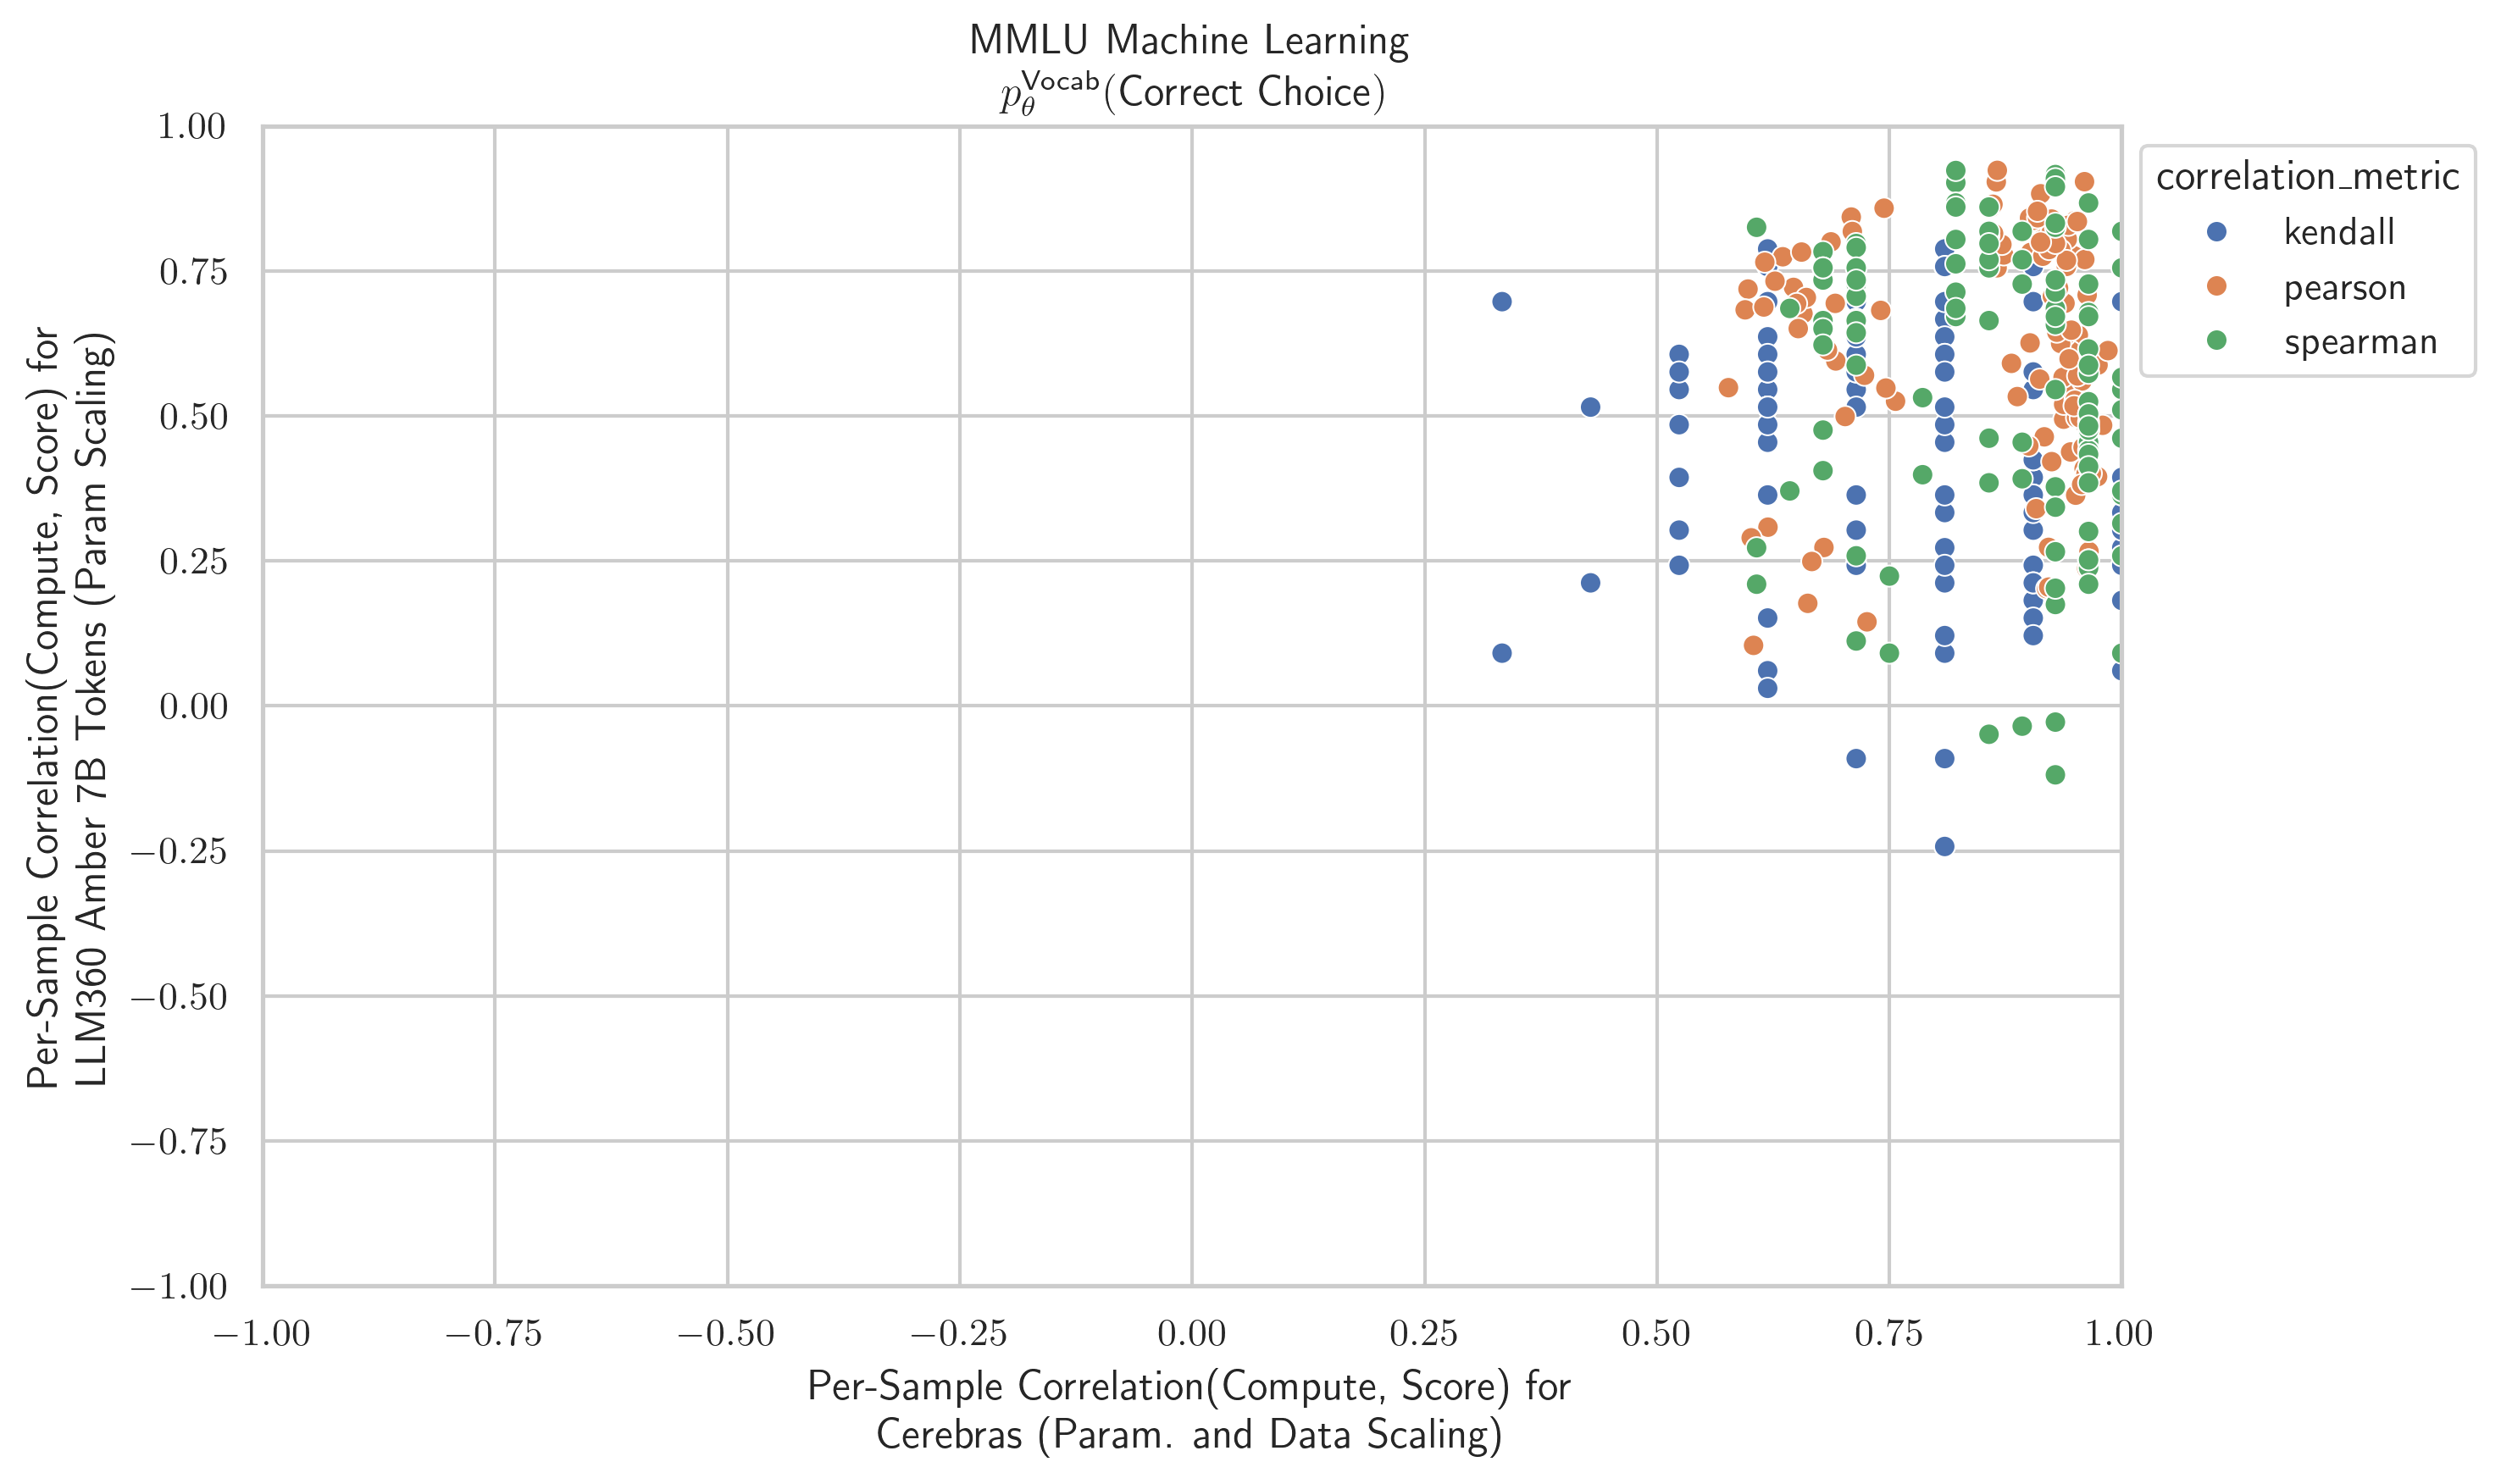 MMLU Machine Learning
p_θ^Vocab(Correct Choice)
1.00
0.75
0.50
0.25
0.00
−0.25
−0.50
−0.75
−1.00
Per-Sample Correlation(Compute, Score) for
LLM360 Amber 7B Tokens (Param Scaling)
correlation_metric
kendall
pearson
spearman
−1.00
−0.75
−0.50
−0.25
0.00
0.25
0.50
0.75
1.00
Per-Sample Correlation(Compute, Score) for
Cerebras (Param. and Data Scaling)